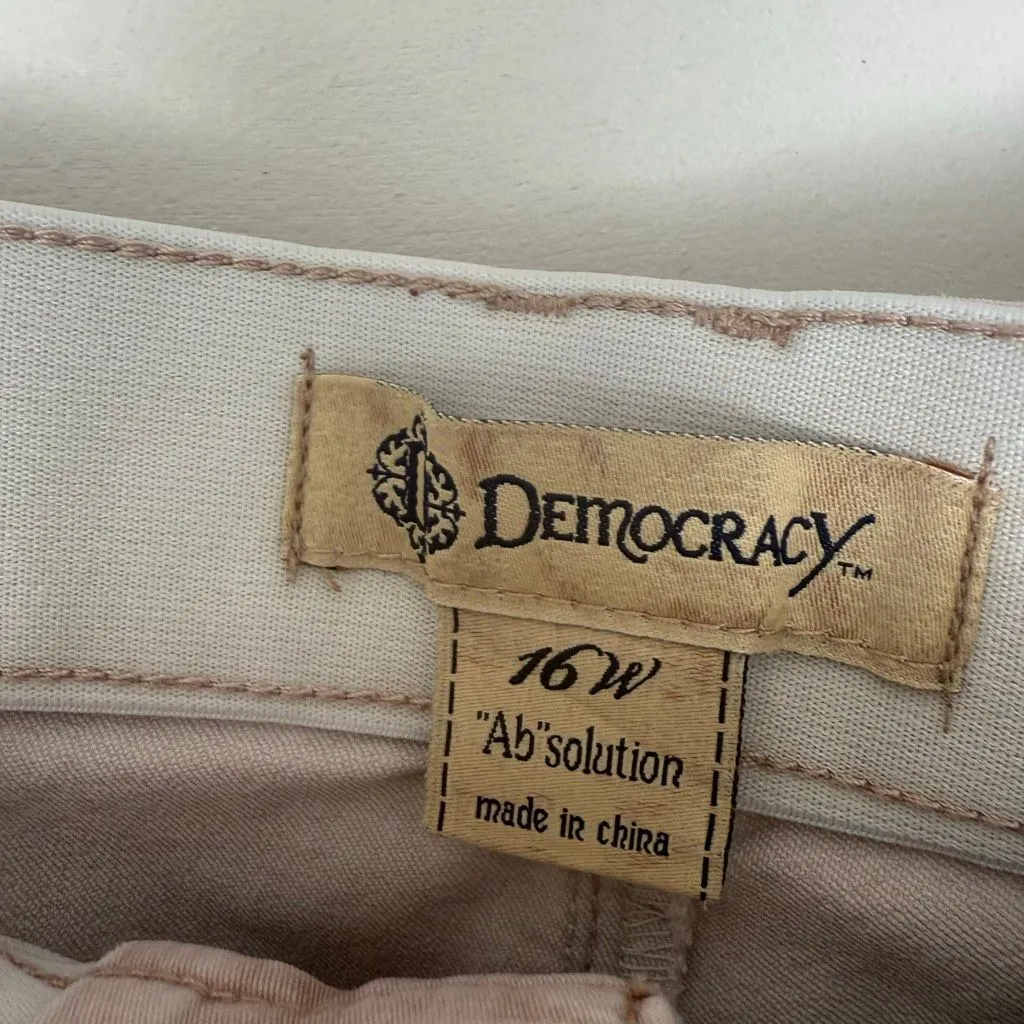 Democracy™
16W
"Ab"solution
made in china